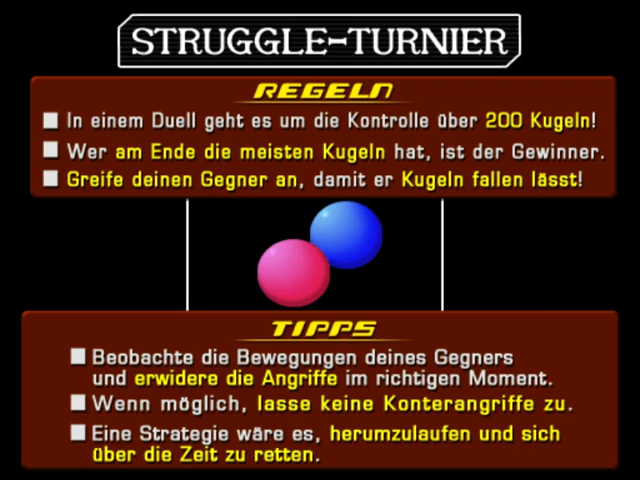 STRUGGLE-TURNIER
REGELN
In einem Duell geht es um die Kontrolle über 200 Kugeln!
Wer am Ende die meisten Kugeln hat, ist der Gewinner.
Greife deinen Gegner an, damit er Kugeln fallen lässt!
TIPPS
Beobachte die Bewegungen deines Gegners
und erwidere die Angriffe im richtigen Moment.
Wenn möglich, lasse keine Konterangriffe zu.
Eine Strategie wäre es, herumzulaufen und sich
über die Zeit zu retten.